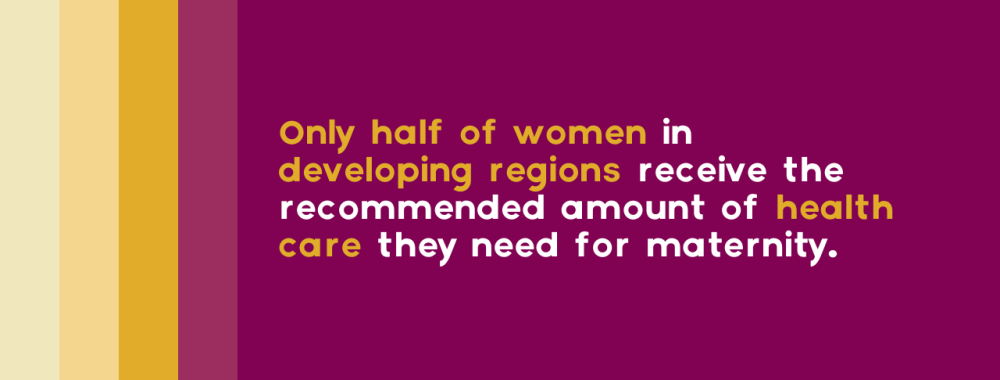 Only half of women in
developing regions receive the
recommended amount of health
care they need for maternity.